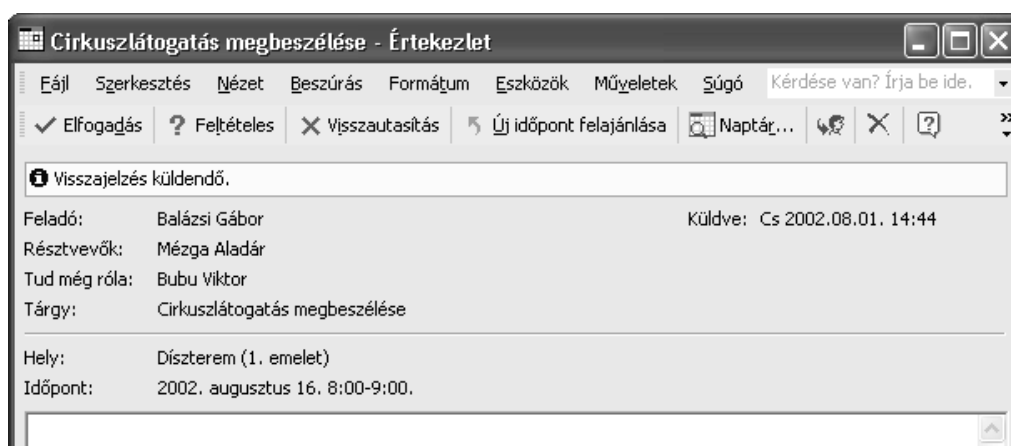 Cirkuszlátogatás megbeszélése - Értekezlet
Fájl Szerkesztés Nézet Beszúrás Formátum Eszközök Műveletek Súgó Kérdése van? Írja be ide.
Elfogadás Feltételes Visszautasítás Új időpont felajánlása Naptár...
Visszajelzés küldendő.
Feladó: Balázsi Gábor Küldve: Cs 2002.08.01. 14:44
Résztvevők: Mézga Aladár
Tud még róla: Bubu Viktor
Tárgy: Cirkuszlátogatás megbeszélése
Hely: Díszterem (1. emelet)
Időpont: 2002. augusztus 16. 8:00-9:00.